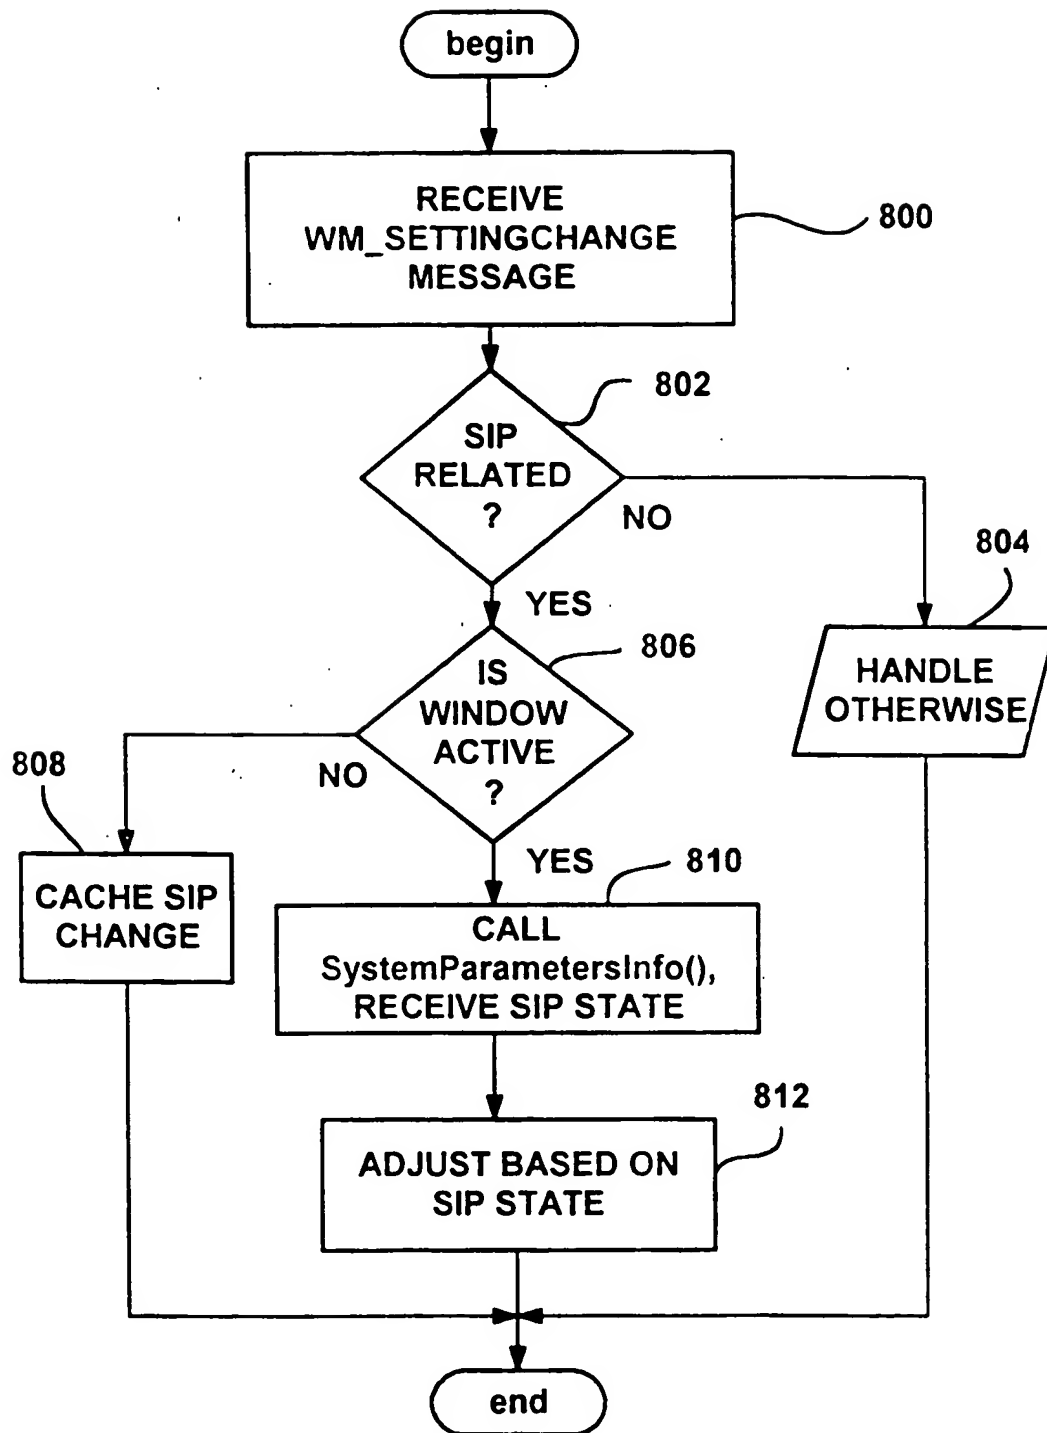 begin
RECEIVE
WM_SETTINGCHANGE
MESSAGE
800
802
SIP
RELATED
?
NO
YES
804
HANDLE
OTHERWISE
806
IS
WINDOW
ACTIVE
?
NO
YES
808
CACHE SIP
CHANGE
810
CALL
SystemParametersInfo(),
RECEIVE SIP STATE
812
ADJUST BASED ON
SIP STATE
end